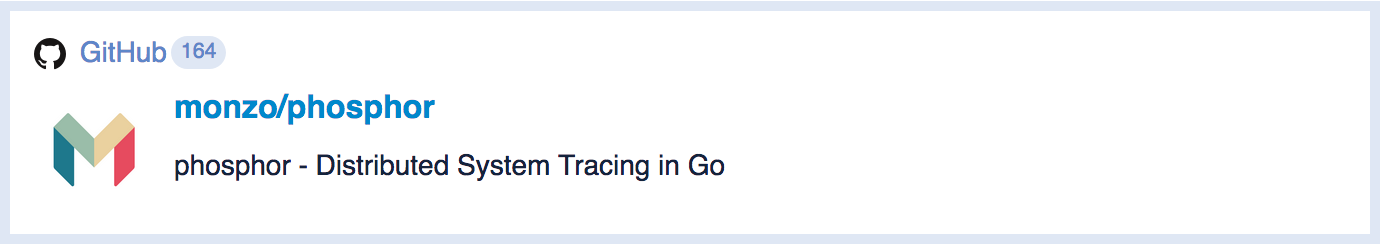 GitHub 164
monzo/phosphor
phosphor - Distributed System Tracing in Go